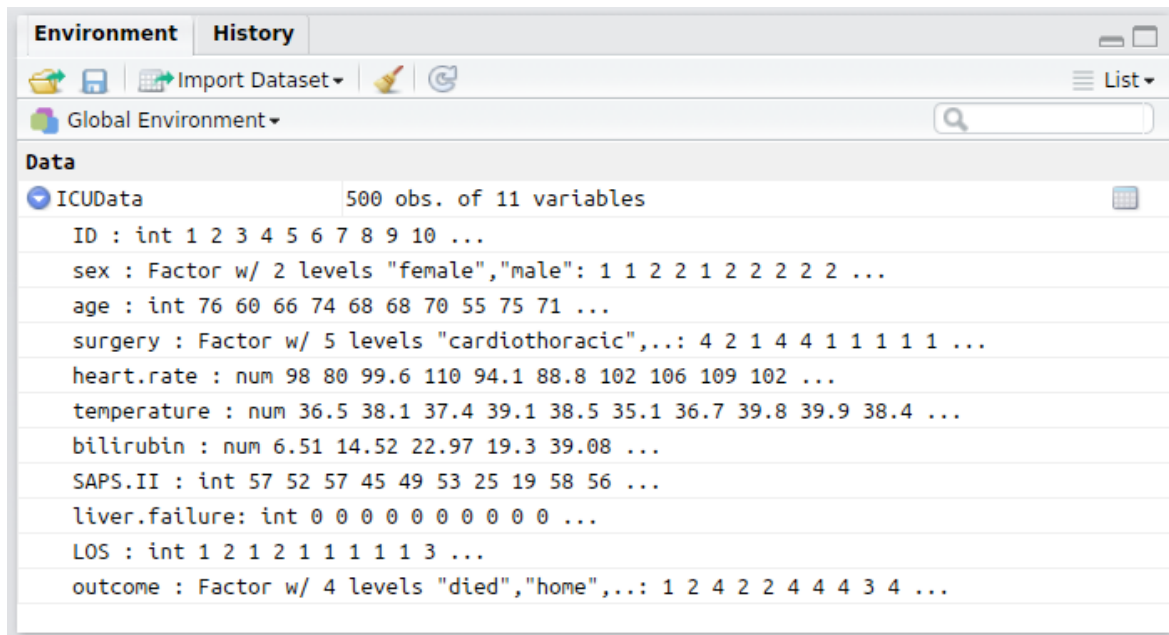 Environment History
Import Dataset List
Global Environment
Data
ICUData 500 obs. of 11 variables
ID : int 1 2 3 4 5 6 7 8 9 10 ...
sex : Factor w/ 2 levels "female","male": 1 1 2 2 1 2 2 2 2 2 ...
age : int 76 60 66 74 68 68 70 55 75 71 ...
surgery : Factor w/ 5 levels "cardiothoracic",..: 4 2 1 4 4 1 1 1 1 1 ...
heart.rate : num 98 80 99.6 110 94.1 88.8 102 106 109 102 ...
temperature : num 36.5 38.1 37.4 39.1 38.5 35.1 36.7 39.8 39.9 38.4 ...
bilirubin : num 6.51 14.52 22.97 19.3 39.08 ...
SAPS.II : int 57 52 57 45 49 53 25 19 58 56 ...
liver.failure: int 0 0 0 0 0 0 0 0 0 0 ...
LOS : int 1 2 1 2 1 1 1 1 1 3 ...
outcome : Factor w/ 4 levels "died","home",..: 1 2 4 2 2 4 4 4 3 4 ...